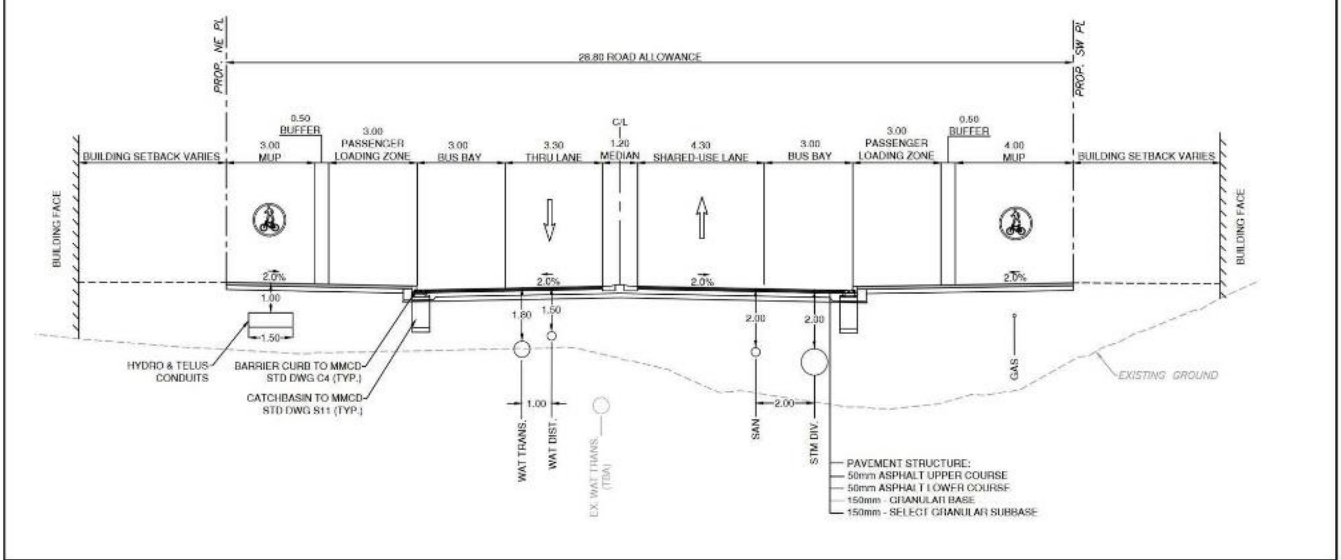 PROP. NE PL
PROP. SW PL
28.80 ROAD ALLOWANCE
BUILDING FACE
BUILDING SETBACK VARIES
3.00
MUP
0.50
BUFFER
3.00
PASSENGER
LOADING ZONE
3.00
BUS BAY
3.30
THRU LANE
C/L
1.20
MEDIAN
4.30
SHARED-USE LANE
3.00
BUS BAY
3.00
PASSENGER
LOADING ZONE
0.50
BUFFER
4.00
MUP
BUILDING SETBACK VARIES
BUILDING FACE
2.0%
2.0%
2.0%
2.0%
1.00
1.50
1.80
1.50
2.00
2.00
HYDRO & TELUS
CONDUITS
BARRIER CURB TO MMCD
STD DWG C4 (TYP.)
CATCHBASIN TO MMCD
STD DWG S11 (TYP.)
1.00
2.00
WAT TRANS.
WAT DIST.
EX. WAT TRANS.
(TBA)
SAN
STM DIV.
GAS
EXISTING GROUND
PAVEMENT STRUCTURE:
50mm ASPHALT UPPER COURSE
50mm ASPHALT LOWER COURSE
150mm - GRANULAR BASE
150mm - SELECT GRANULAR SUBBASE